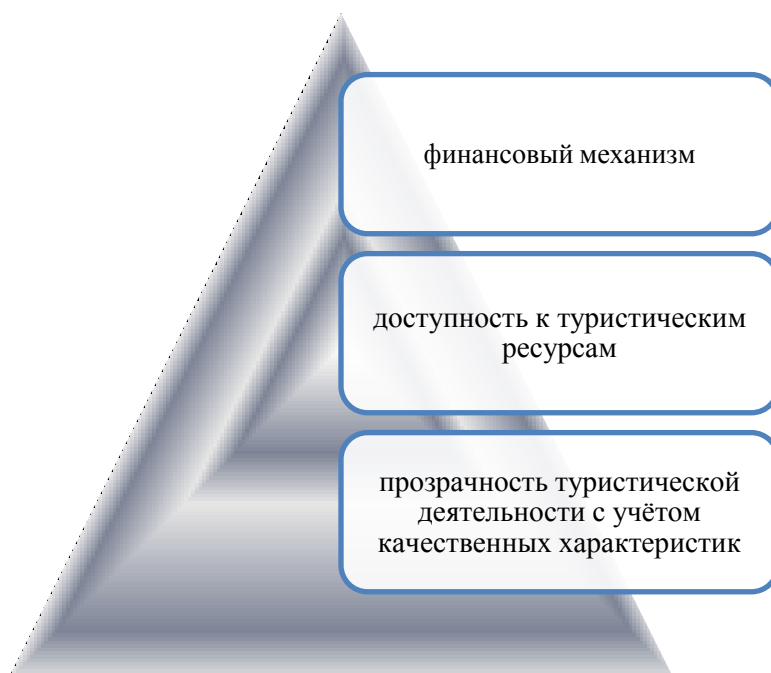 финансовый механизм
доступность к туристическим
ресурсам
прозрачность туристической
деятельности с учётом
качественных характеристик